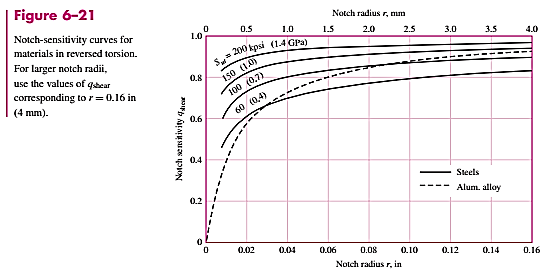 Figure 6–21
Notch-sensitivity curves for
materials in reversed torsion.
For larger notch radii,
use the values of qshear
corresponding to r = 0.16 in
(4 mm).
Notch radius r, mm
0 0.5 1.0 1.5 2.0 2.5 3.0 3.5 4.0
1.0
0.8
0.6
0.4
0.2
0
Notch sensitivity qshear
Sut = 200 kpsi (1.4 GPa)
150 (1.0)
100 (0.7)
60 (0.4)
Steels
Alum. alloy
0 0.02 0.04 0.06 0.08 0.10 0.12 0.14 0.16
Notch radius r, in